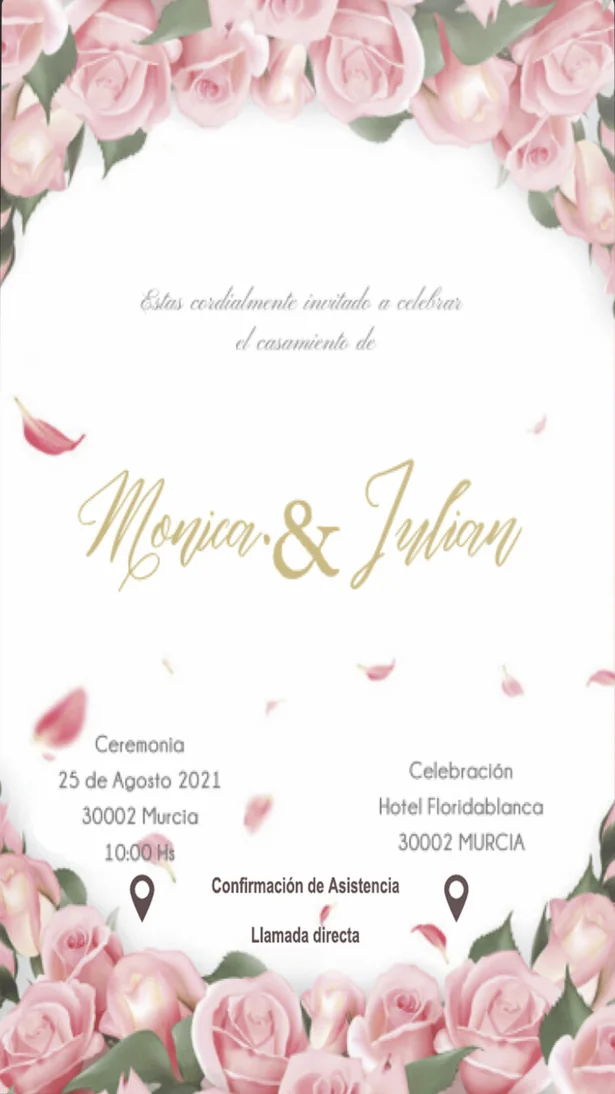 Estas cordialmente invitado a celebrar
el casamiento de
Monica & Julian
Ceremonia
25 de Agosto 2021
30002 Murcia
10:00 Hs
Celebración
Hotel Floridablanca
30002 MURCIA
Confirmación de Asistencia
Llamada directa